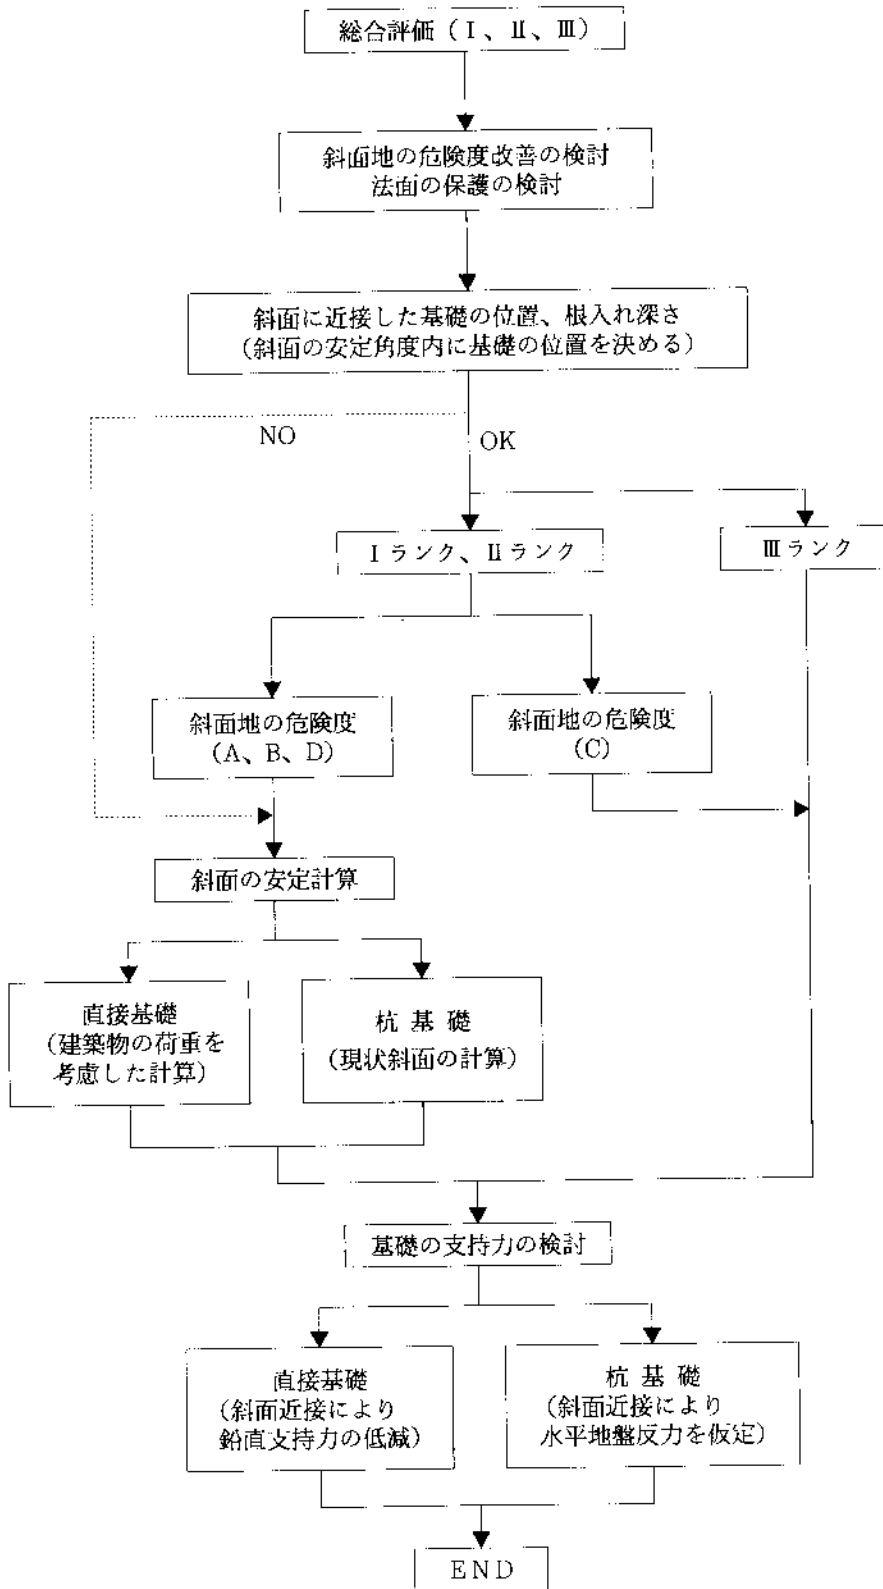 総合評価（Ⅰ、Ⅱ、Ⅲ）
斜面地の危険度改善の検討
法面の保護の検討
斜面に近接した基礎の位置、根入れ深さ
（斜面の安定角度内に基礎の位置を決める）
NO
OK
Ⅰランク、Ⅱランク
Ⅲランク
斜面地の危険度
（A、B、D）
斜面地の危険度
（C）
斜面の安定計算
直接基礎
（建築物の荷重を
考慮した計算）
杭 基 礎
（現状斜面の計算）
基礎の支持力の検討
直接基礎
（斜面近接により
鉛直支持力の低減）
杭 基 礎
（斜面近接により
水平地盤反力を仮定）
END